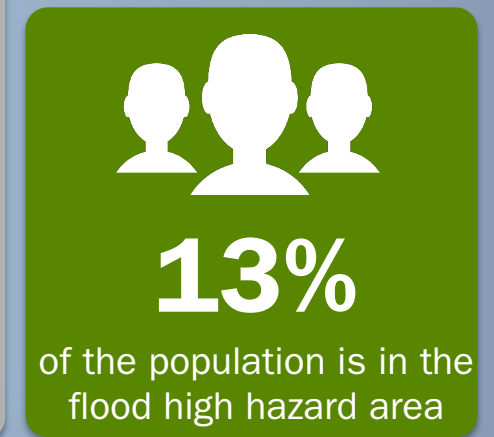 13%
of the population is in the
flood high hazard area